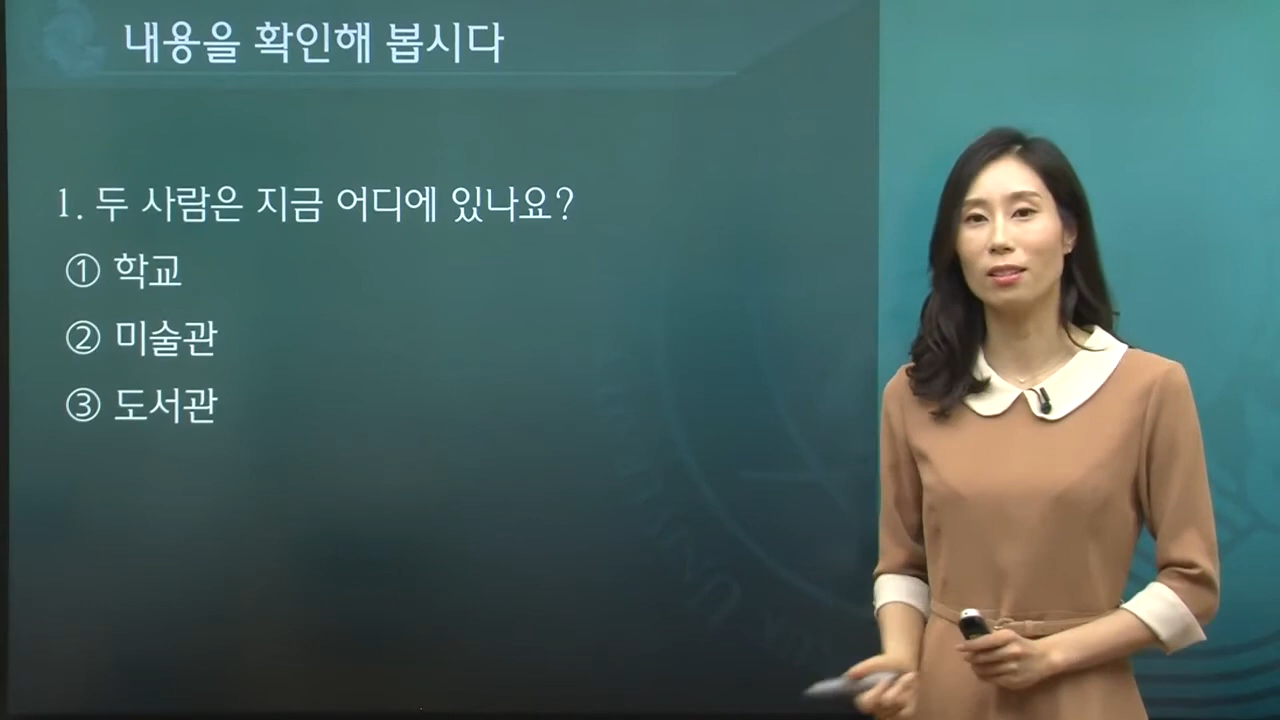 내용을 확인해 봅시다
1. 두 사람은 지금 어디에 있나요?
① 학교
② 미술관
③ 도서관